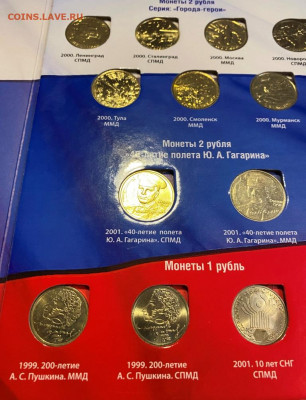 COINS.LAVE.RU
Монеты 2 рубля
Серия: «Города-герои»
2000. Ленинград
СПМД
2000. Сталинград
СПМД
2000. Москва
ММД
2000. Новорос
СПМД
2000. Тула
ММД
2000. Смоленск
ММД
2000. Мурманск
ММД
Монеты 2 рубля
«40-летие полета Ю. А. Гагарина»
2001. «40-летие полета
Ю. А. Гагарина». СПМД
2001. «40-летие полета
Ю. А. Гагарина». ММД
Монеты 1 рубль
1999. 200-летие
А. С. Пушкина. ММД
1999. 200-летие
А. С. Пушкина. СПМД
2001. 10 лет СНГ
СПМД